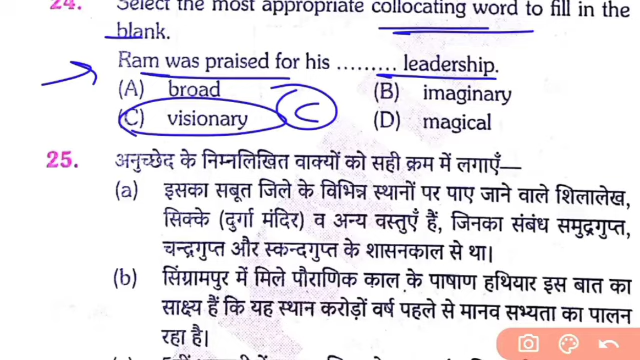 24. Select the most appropriate collocating word to fill in the
blank.
Ram was praised for his ......... leadership.
(A) broad (B) imaginary
(C) visionary (D) magical
C
25. अनुच्छेद के निम्नलिखित वाक्यों को सही क्रम में लगाएँ—
(a) इसका सबूत जिले के विभिन्न स्थानों पर पाए जाने वाले शिलालेख,
सिक्के (दुर्गा मंदिर) व अन्य वस्तुएँ हैं, जिनका संबंध समुद्रगुप्त,
चन्द्रगुप्त और स्कन्दगुप्त के शासनकाल से था।
(b) सिंग्रामपुर में मिले पौराणिक काल के पाषाण हथियार इस बात का
साक्ष्य हैं कि यह स्थान करोड़ों वर्ष पहले से मानव सभ्यता का पालन
रहा है।